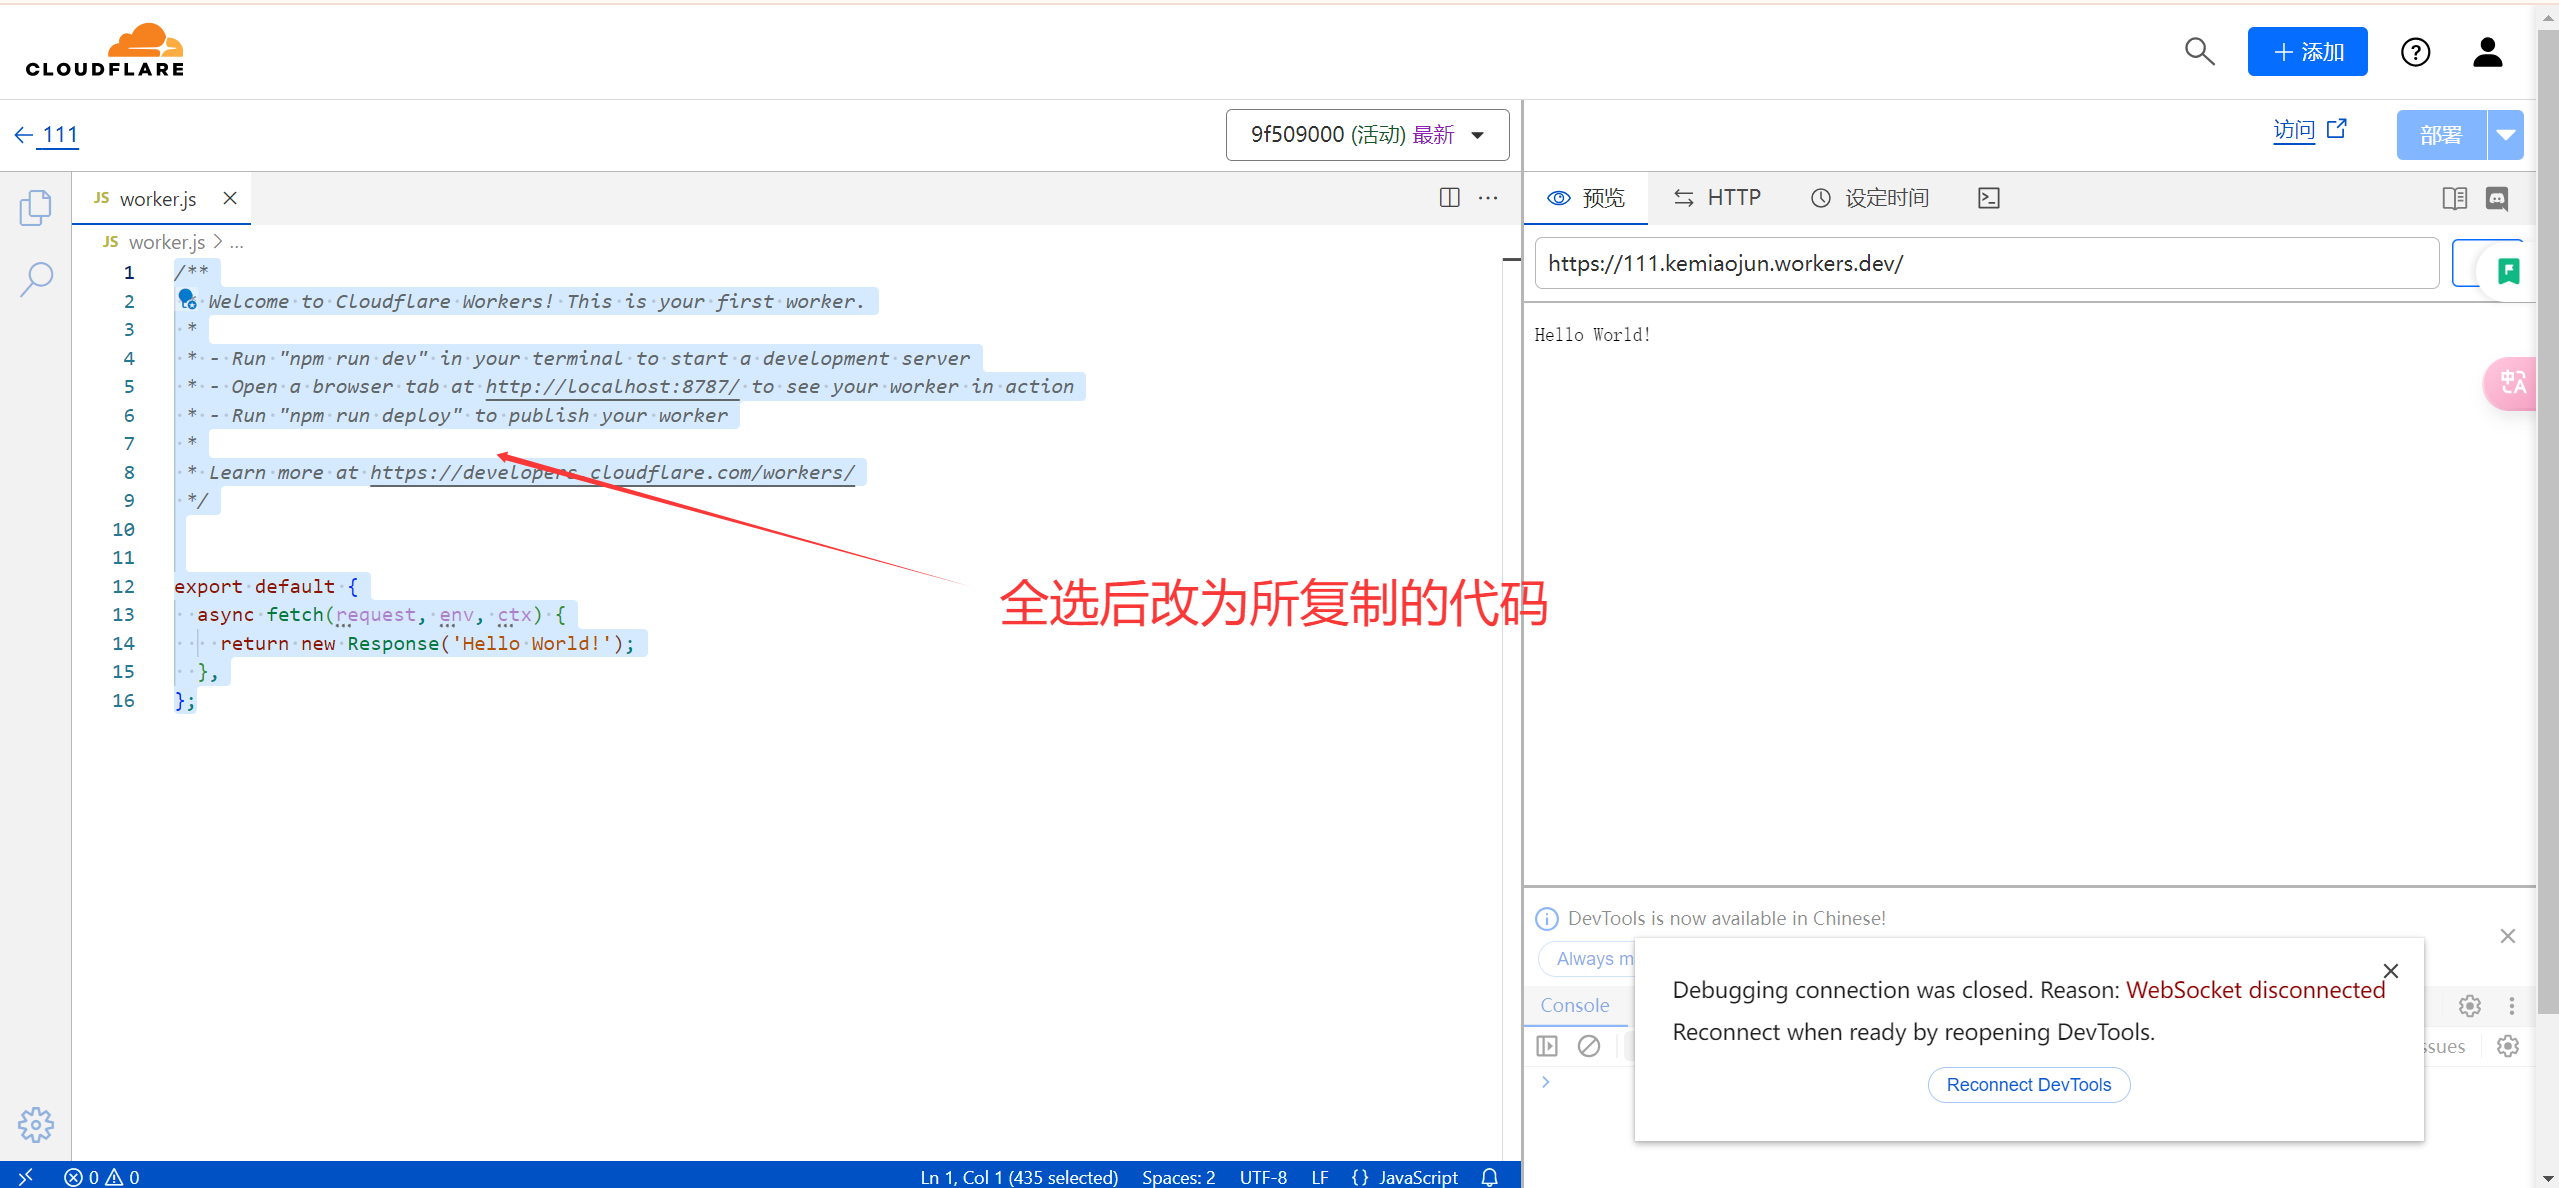 CLOUDFLARE
添加
111
9f509000 (活动) 最新
访问
部署
JS worker.js
预览
HTTP
设定时间
JS worker.js > ...
https://111.kemiaojun.workers.dev/
Hello World!
1 /**
2 Welcome to Cloudflare Workers! This is your first worker.
3 *
4 * - Run "npm run dev" in your terminal to start a development server
5 * - Open a browser tab at http://localhost:8787/ to see your worker in action
6 * - Run "npm run deploy" to publish your worker
7 *
8 * Learn more at https://developers.cloudflare.com/workers/
9 */
10
11
12 export default {
13 async fetch(request, env, ctx) {
14 return new Response('Hello World!');
15 },
16 };
全选后改为所复制的代码
DevTools is now available in Chinese!
Always m
Console
Debugging connection was closed. Reason: WebSocket disconnected
Reconnect when ready by reopening DevTools.
Reconnect DevTools
ssues
0 0
Ln 1, Col 1 (435 selected) Spaces: 2 UTF-8 LF {} JavaScript